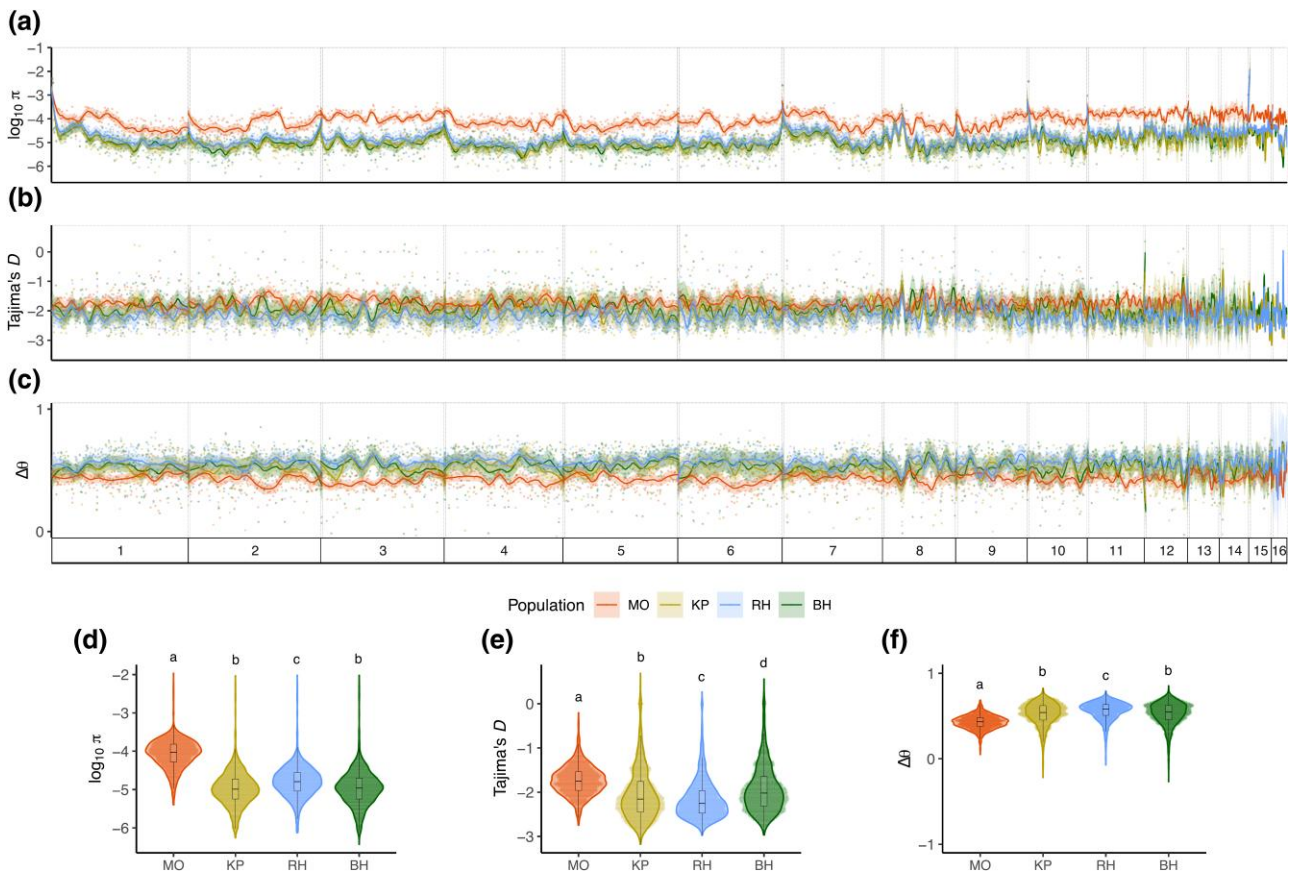 (a)
−1
−2
−3
−4
−5
−6
log10 π
(b)
0
−1
−2
−3
Tajima's D
(c)
1
0
Δθ
1 2 3 4 5 6 7 8 9 10 11 12 13 14 15 16
Population MO KP RH BH
(d)
a b c b
−2
−3
−4
−5
−6
log10 π
MO KP RH BH
(e)
a b c d
0
−1
−2
−3
Tajima's D
MO KP RH BH
(f)
a b c b
1
0
−1
Δθ
MO KP RH BH